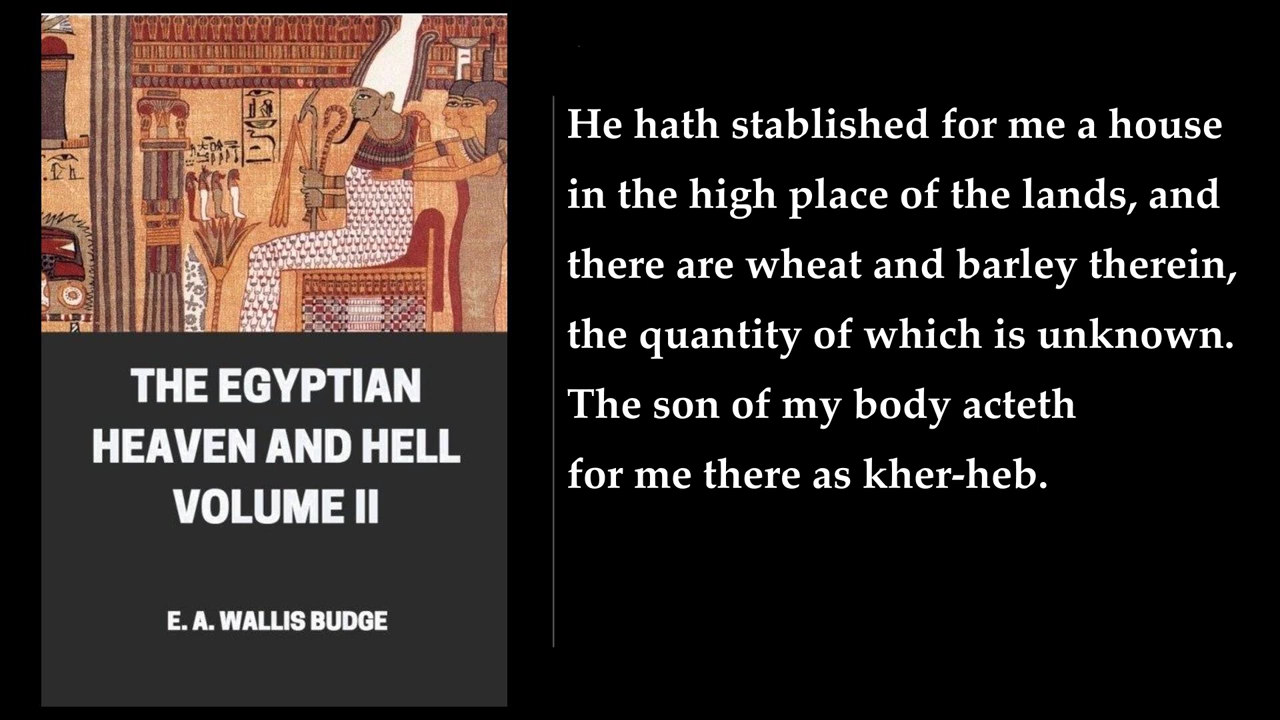 THE EGYPTIAN
HEAVEN AND HELL
VOLUME II
E. A. WALLIS BUDGE
He hath stablished for me a house
in the high place of the lands, and
there are wheat and barley therein,
the quantity of which is unknown.
The son of my body acteth
for me there as kher-heb.